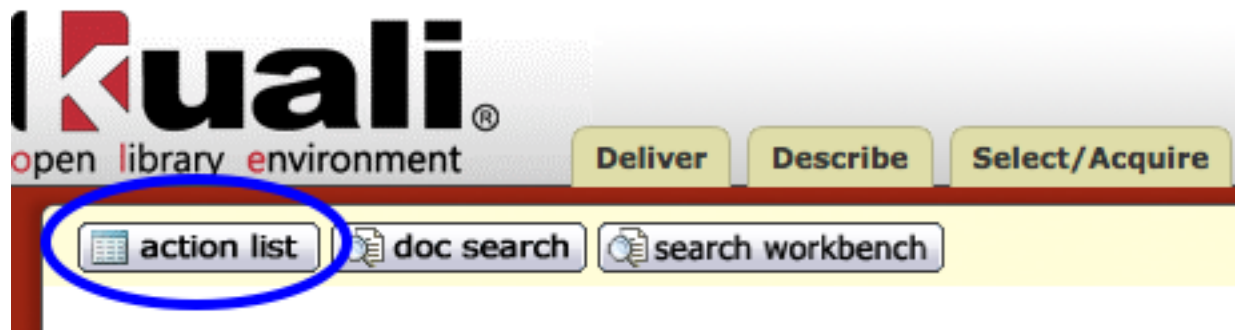 kuali®
open library environment
Deliver Describe Select/Acquire
action list doc search search workbench